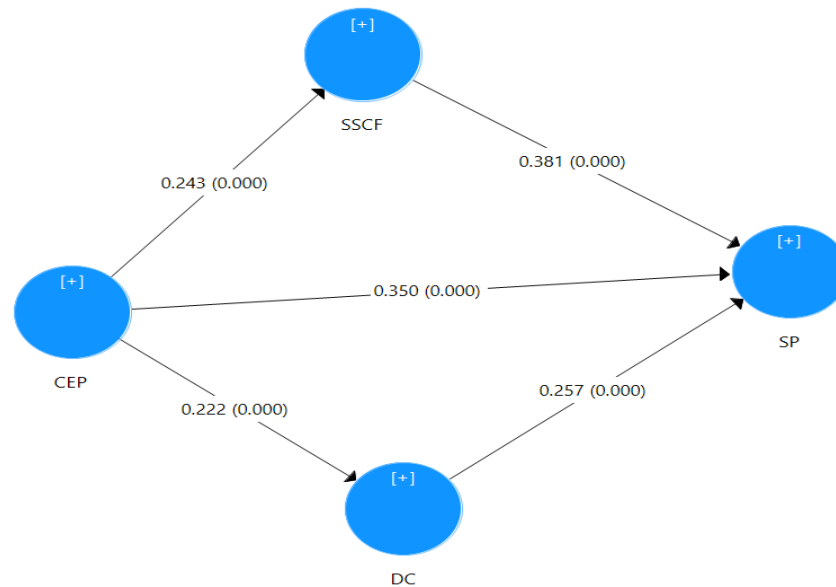 [+]
SSCF
0.243 (0.000)
0.381 (0.000)
[+]
SP
[+]
CEP
0.350 (0.000)
0.222 (0.000)
0.257 (0.000)
[+]
DC